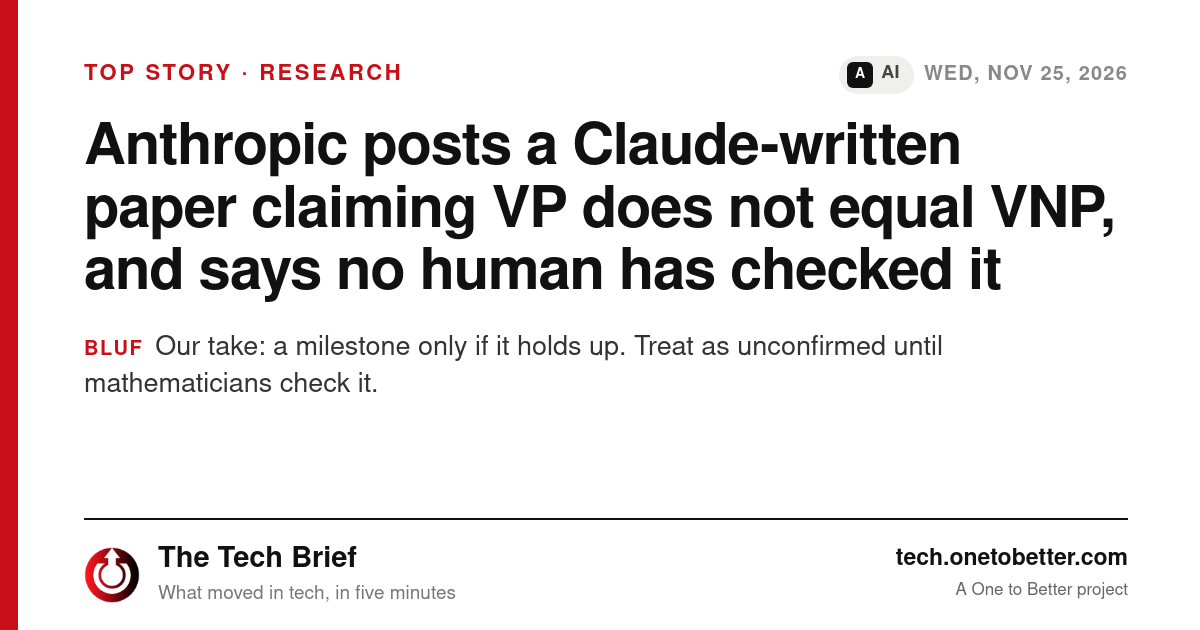 TOP STORY · RESEARCH
A AI WED, NOV 25, 2026
Anthropic posts a Claude-written
paper claiming VP does not equal VNP,
and says no human has checked it
BLUF Our take: a milestone only if it holds up. Treat as unconfirmed until
mathematicians check it.
The Tech Brief
What moved in tech, in five minutes
tech.onetobetter.com
A One to Better project